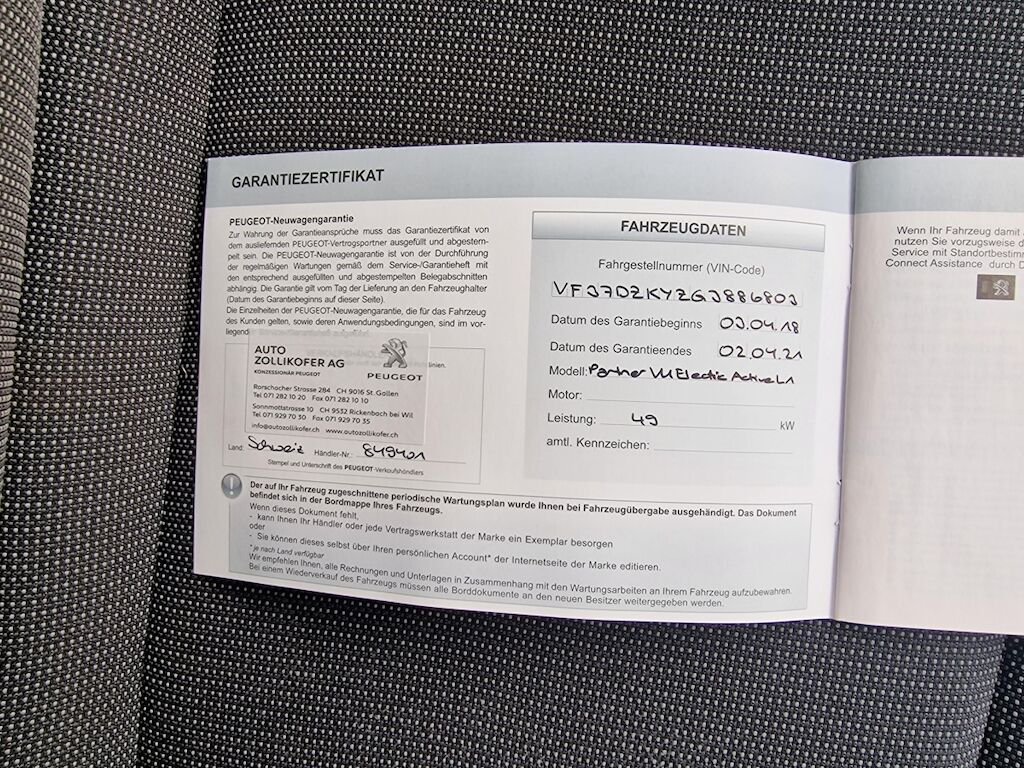 GARANTIEZERTIFIKAT
PEUGEOT-Neuwagengarantie
Zur Wahrung der Garantieansprüche muss das Garantiezertifikat von
dem ausliefernden PEUGEOT-Vertragspartner ausgefüllt und abgestem-
pelt sein. Die PEUGEOT-Neuwagengarantie ist von der Durchführung
der regelmäßigen Wartungen gemäß dem Service-/Garantieheft mit
den entsprechend ausgefüllten und abgestempelten Belegabschnitten
abhängig. Die Garantie gilt vom Tag der Lieferung an den Fahrzeughalter
(Datum des Garantiebeginns auf dieser Seite).
Die Einzelheiten der PEUGEOT-Neuwagengarantie, die für das Fahrzeug
des Kunden gelten, sowie deren Anwendungsbedingungen, sind im vor-
liegenden
AUTO
ZOLLIKOFER AG
KONZESSIONÄR PEUGEOT
PEUGEOT
Rorschacher Strasse 284 CH 9016 St. Gallen
Tel 071 282 10 20 Fax 071 282 10 10
Sonnmattstrasse 10 CH 9532 Rickenbach bei Wil
Tel 071 929 70 30 Fax 071 929 70 35
info@autozollikofer.ch www.autozollikofer.ch
Land: Schweiz Händler-Nr.: 849401
Stempel und Unterschrift des PEUGEOT-Verkaufshändlers
FAHRZEUGDATEN
Fahrgestellnummer (VIN-Code)
VF37DZKYZGJ886803
Datum des Garantiebeginns 03.04.18
Datum des Garantieendes 02.04.21
Modell: Partner VU Electric Active L1
Motor:
Leistung: 49 kW
amtl. Kennzeichen:
Der auf Ihr Fahrzeug zugeschnittene periodische Wartungsplan wurde Ihnen bei Fahrzeugübergabe ausgehändigt. Das Dokument
befindet sich in der Bordmappe Ihres Fahrzeugs.
Wenn dieses Dokument fehlt,
- kann Ihnen Ihr Händler oder jede Vertragswerkstatt der Marke ein Exemplar besorgen
oder
- Sie können dieses selbst über Ihren persönlichen Account* der Internetseite der Marke editieren.
* je nach Land verfügbar
Wir empfehlen Ihnen, alle Rechnungen und Unterlagen in Zusammenhang mit den Wartungsarbeiten an Ihrem Fahrzeug aufzubewahren.
Bei einem Wiederverkauf des Fahrzeugs müssen alle Borddokumente an den neuen Besitzer weitergegeben werden.
Wenn Ihr Fahrzeug damit
nutzen Sie vorzugsweise
Service mit
Connect Assistance durch